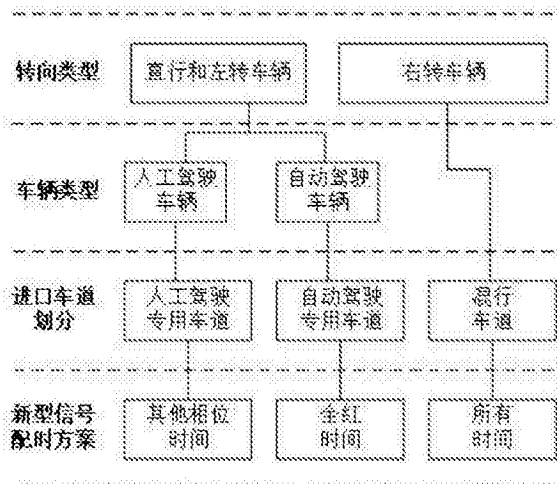 转向类型
直行和左转车辆
右转车辆
车辆类型
人工驾驶
车辆
自动驾驶
车辆
进口车道
划分
人工驾驶
专用车道
自动驾驶
专用车道
混行
车道
新型信号
配时方案
其他相位
时间
全红
时间
所有
时间